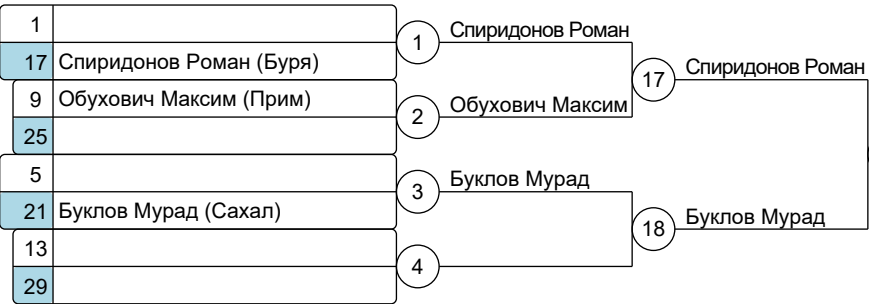 1
17 Спиридонов Роман (Буря)
9 Обухович Максим (Прим)
25
5
21 Буклов Мурад (Сахал)
13
29
1 Спиридонов Роман
2 Обухович Максим
3 Буклов Мурад
4
17 Спиридонов Роман
18 Буклов Мурад